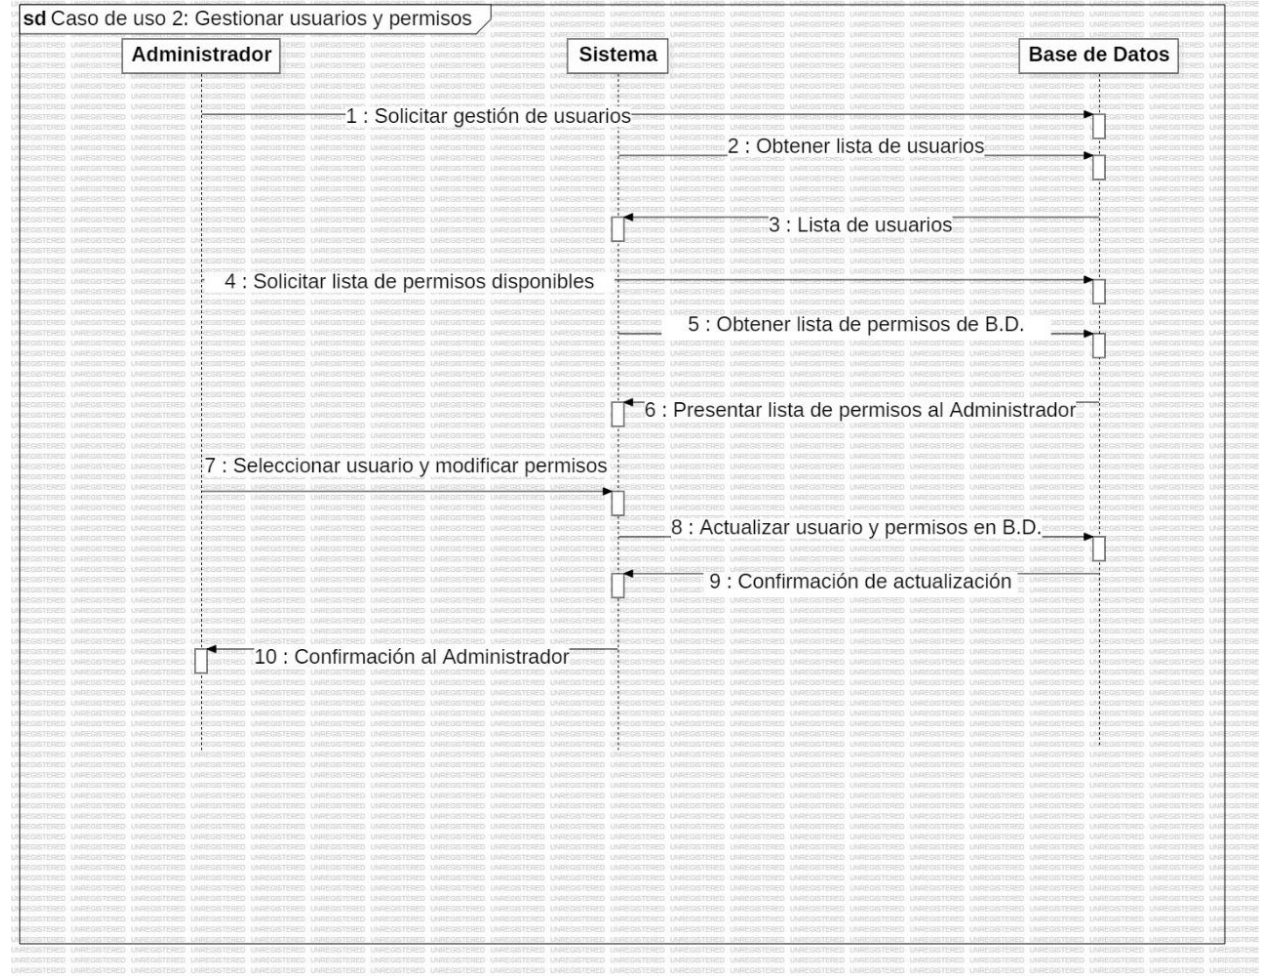 sd Caso de uso 2: Gestionar usuarios y permisos
Administrador
Sistema
Base de Datos
1 : Solicitar gestión de usuarios
2 : Obtener lista de usuarios
3 : Lista de usuarios
4 : Solicitar lista de permisos disponibles
5 : Obtener lista de permisos de B.D.
6 : Presentar lista de permisos al Administrador
7 : Seleccionar usuario y modificar permisos
8 : Actualizar usuario y permisos en B.D.
9 : Confirmación de actualización
10 : Confirmación al Administrador
UNREGISTERED